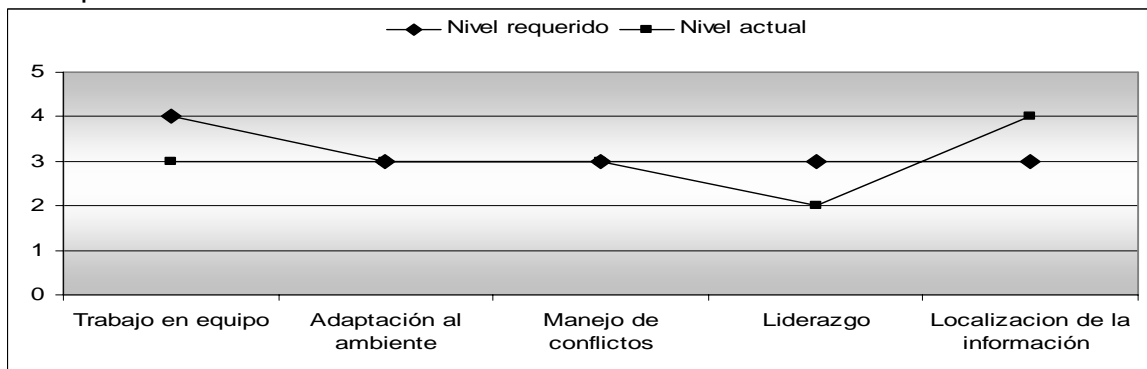 Nivel requerido Nivel actual
5
4
3
2
1
0
Trabajo en equipo Adaptación al Manejo de Liderazgo Localizacion de la
ambiente conflictos información